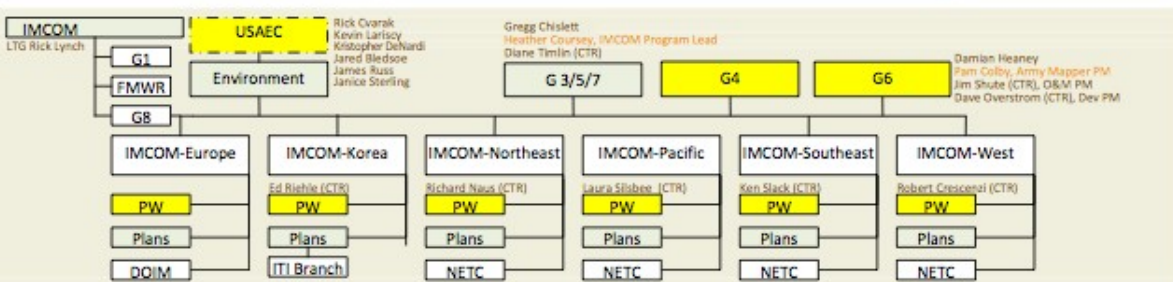 IMCOM
LTG Rick Lynch
G1
FMWR
G8
USAEC
Environment
Rick Cvarak
Kevin Lariscy
Kristopher DeNardi
Jared Bledsoe
James Russ
Janice Sterling
Gregg Chislett
Heather Coursey, IMCOM Program Lead
Diane Timlin (CTR)
G 3/5/7
G4
G6
Damian Heaney
Pam Colby, Army Mapper PM
Jim Shute (CTR), O&M PM
Dave Overstrom (CTR), Dev PM
IMCOM-Europe
IMCOM-Korea
IMCOM-Northeast
IMCOM-Pacific
IMCOM-Southeast
IMCOM-West
Ed Riehle (CTR)
Richard Naus (CTR)
Laura Silsbee (CTR)
Ken Slack (CTR)
Robert Crescenzi (CTR)
PW
PW
PW
PW
PW
PW
Plans
Plans
Plans
Plans
Plans
Plans
DOIM
ITI Branch
NETC
NETC
NETC
NETC